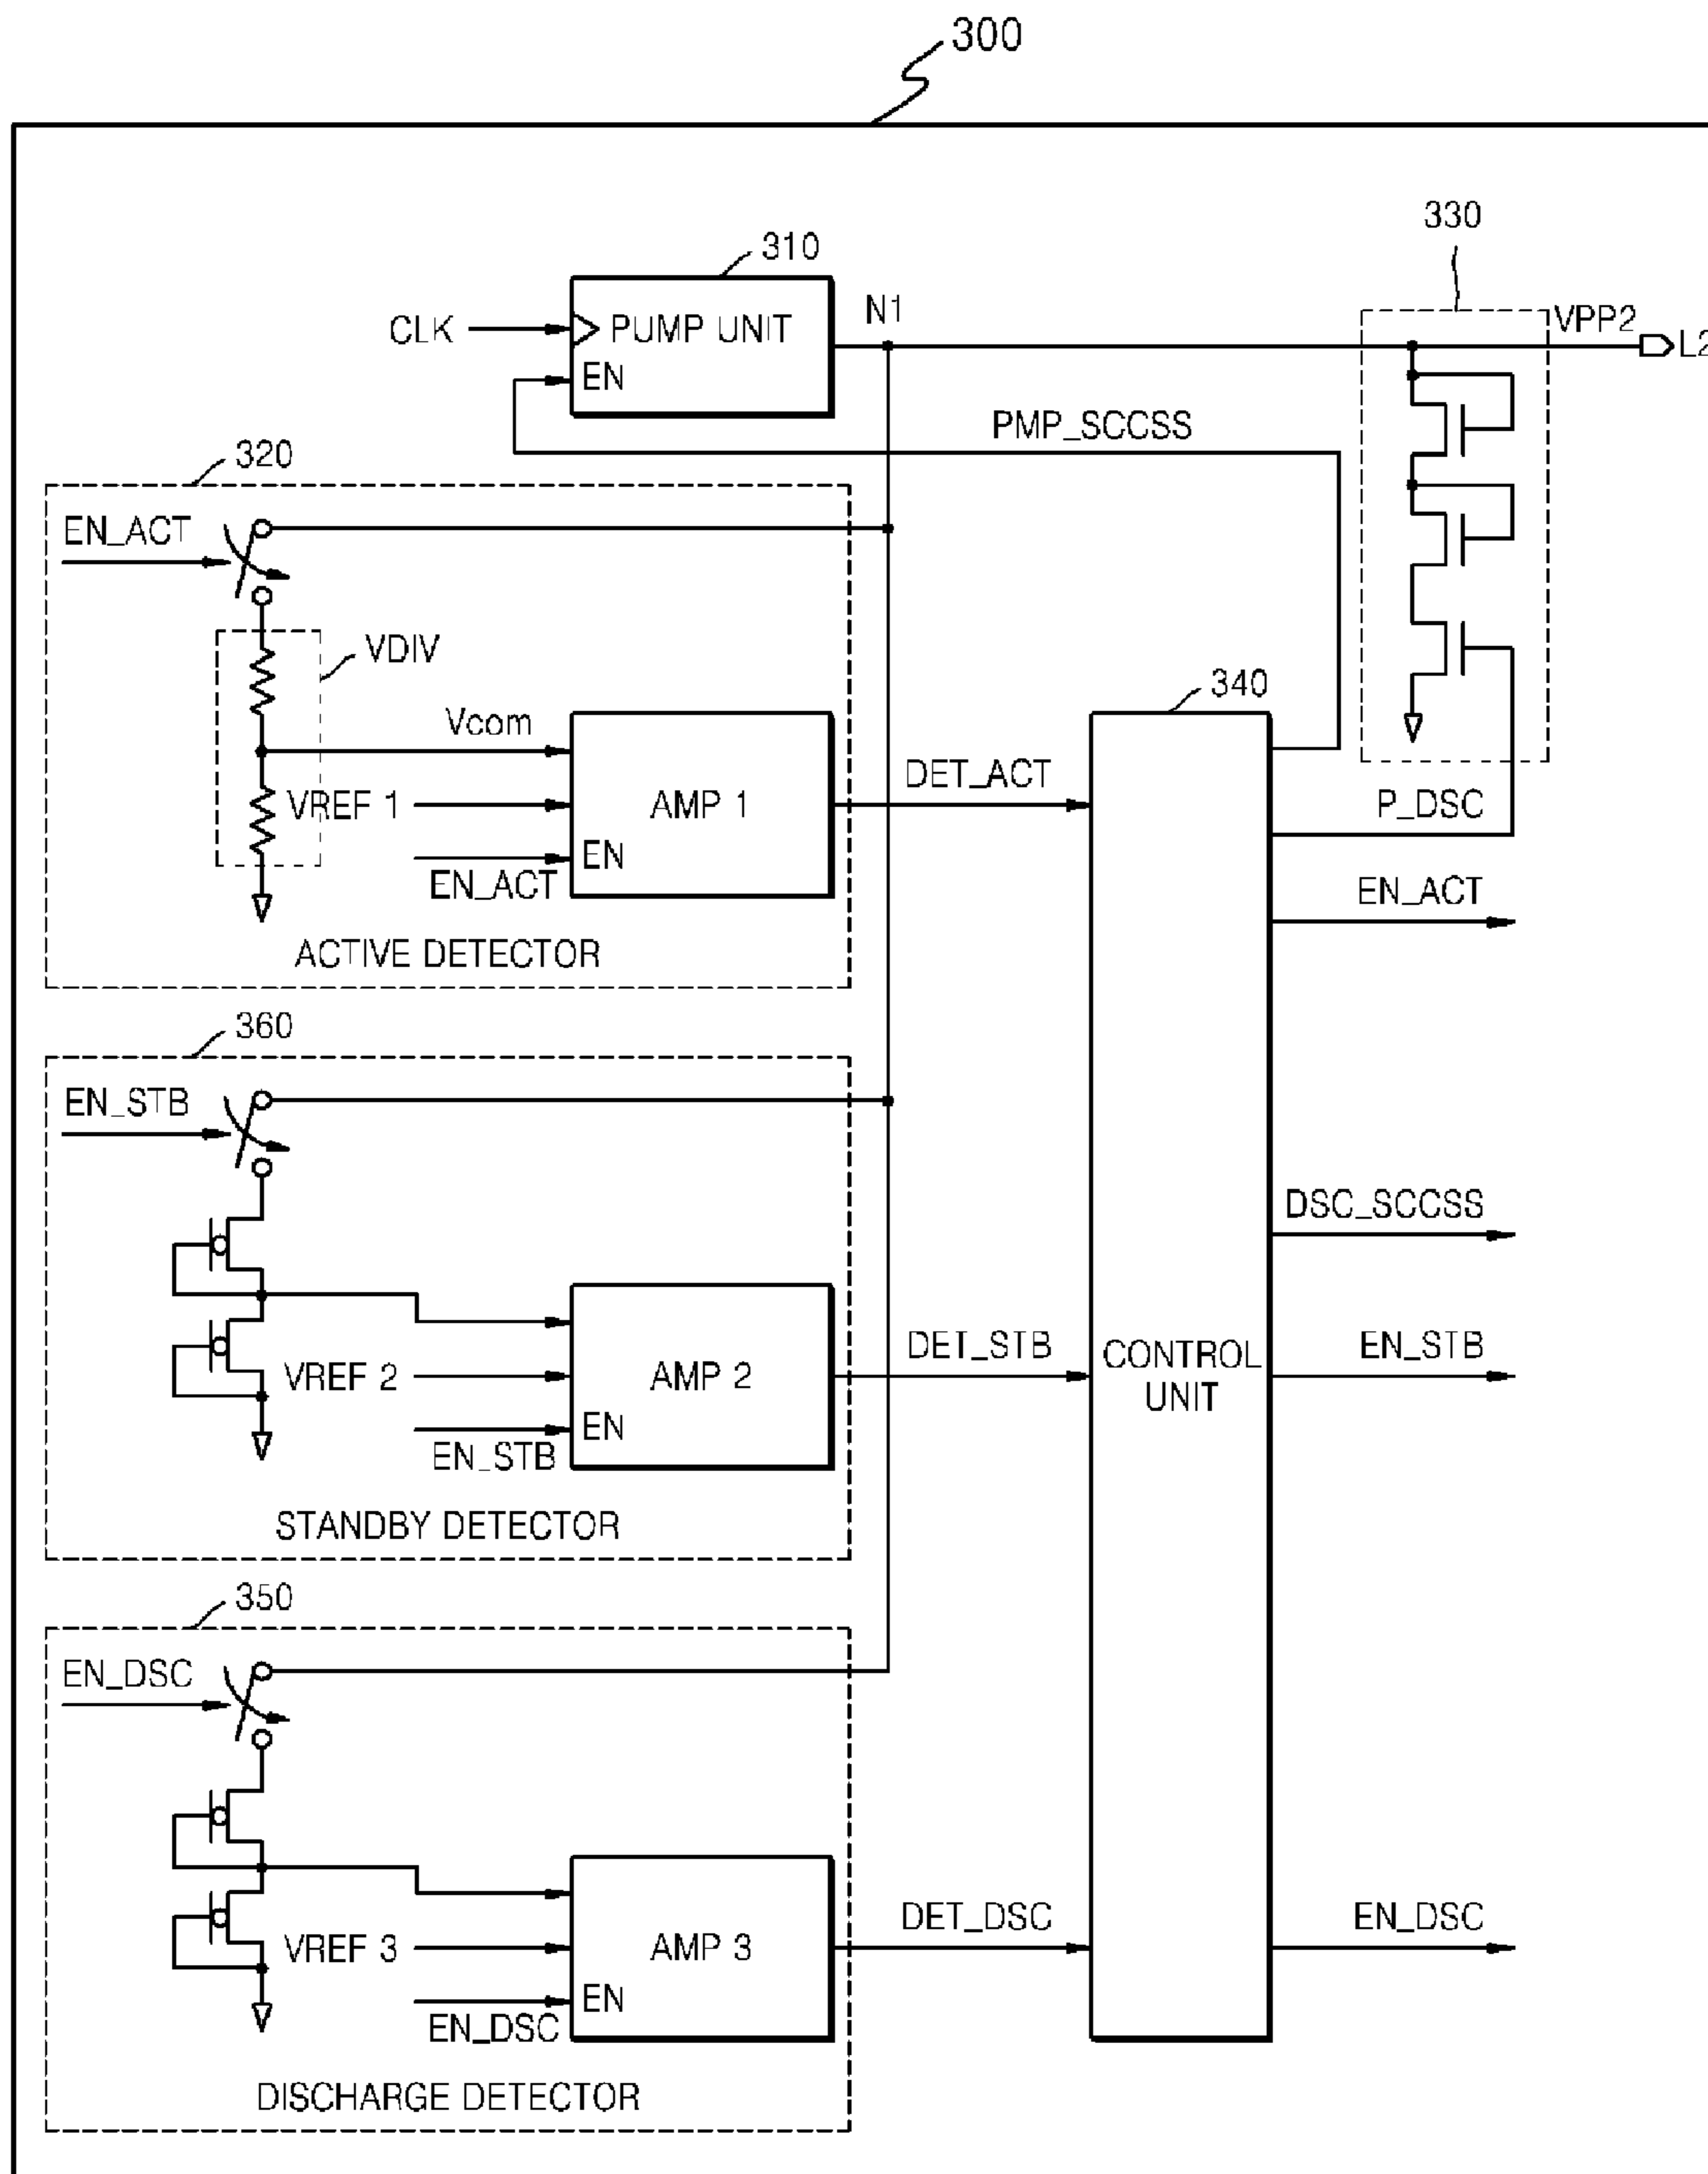 300
330
310
CLK
PUMP UNIT
EN
N1
VPP2
L2
PMP_SCCSS
320
EN_ACT
VDIV
Vcom
VREF 1
AMP 1
EN
EN_ACT
ACTIVE DETECTOR
DET_ACT
340
P_DSC
EN_ACT
360
EN_STB
VREF 2
AMP 2
EN
EN_STB
STANDBY DETECTOR
DET_STB
CONTROL
UNIT
DSC_SCCSS
EN_STB
350
EN_DSC
VREF 3
AMP 3
EN
EN_DSC
DISCHARGE DETECTOR
DET_DSC
EN_DSC